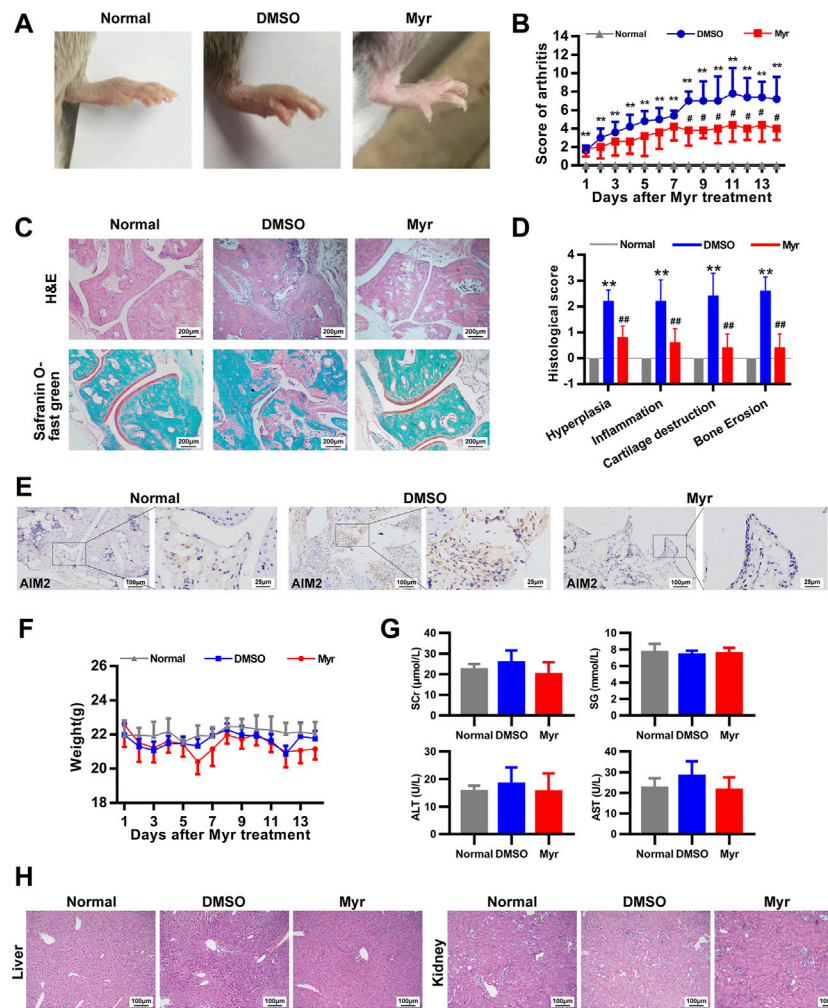 A
Normal
DMSO
Myr
B
Normal
DMSO
Myr
Score of arthritis
14
12
10
8
6
4
2
0
** ** ** ** ** ** ** ** ** ** ** ** ** **
# # # # # # #
1 3 5 7 9 11 13
Days after Myr treatment
C
Normal
DMSO
Myr
H&E
200μm
200μm
200μm
Safranin O-
fast green
200μm
200μm
200μm
D
Normal
DMSO
Myr
Histological score
4
3
2
1
0
-1
** ** ** **
## ## ## ##
Hyperplasia
Inflammation
Cartilage destruction
Bone Erosion
E
Normal
DMSO
Myr
AIM2
100μm
25μm
AIM2
100μm
25μm
AIM2
100μm
25μm
F
Normal
DMSO
Myr
Weight(g)
26
24
22
20
18
1 3 5 7 9 11 13
Days after Myr treatment
G
SCr (μmol/L)
40
30
20
10
0
Normal DMSO Myr
SG (mmol/L)
10
8
6
4
2
0
Normal DMSO Myr
ALT (U/L)
30
20
10
0
Normal DMSO Myr
AST (U/L)
40
30
20
10
0
Normal DMSO Myr
H
Normal
DMSO
Myr
Liver
100μm
100μm
100μm
Normal
DMSO
Myr
Kidney
100μm
100μm
100μm